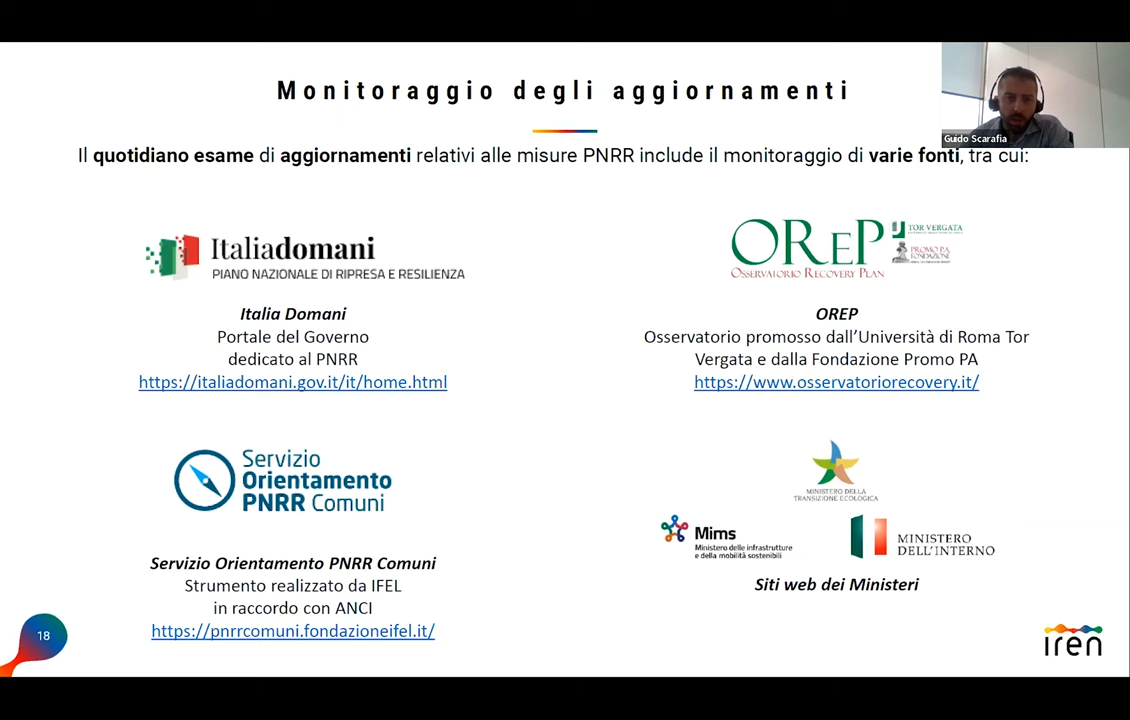 Monitoraggio degli aggiornamenti
Guido Scarafia
Il quotidiano esame di aggiornamenti relativi alle misure PNRR include il monitoraggio di varie fonti, tra cui:
Italiadomani
PIANO NAZIONALE DI RIPRESA E RESILIENZA
Italia Domani
Portale del Governo
dedicato al PNRR
https://italiadomani.gov.it/it/home.html
OREP
OSSERVATORIO RECOVERY PLAN
TOR VERGATA
PROMO P.A.
FONDAZIONE
OREP
Osservatorio promosso dall'Università di Roma Tor
Vergata e dalla Fondazione Promo PA
https://www.osservatoriorecovery.it/
Servizio
Orientamento
PNRR Comuni
Servizio Orientamento PNRR Comuni
Strumento realizzato da IFEL
in raccordo con ANCI
https://pnrrcomuni.fondazioneifel.it/
MINISTERO DELLA
TRANSIZIONE ECOLOGICA
Mims
Ministero delle infrastrutture
e della mobilità sostenibili
MINISTERO
DELL'INTERNO
Siti web dei Ministeri
18
iren